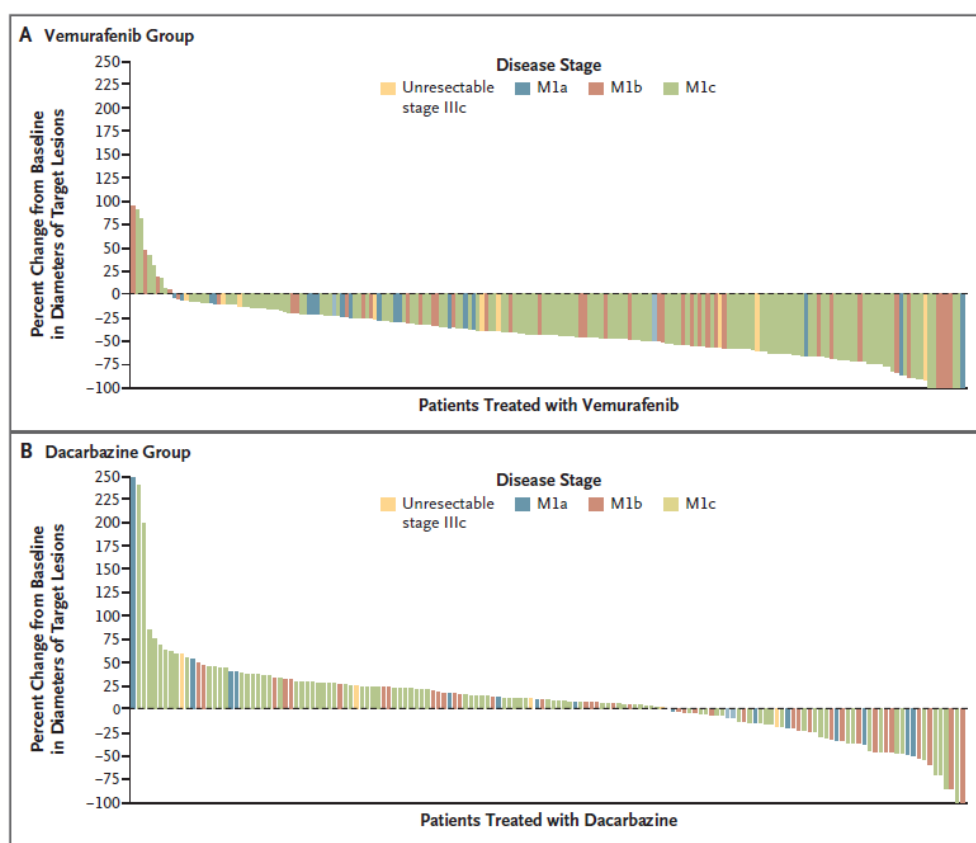 A Vemurafenib Group
Percent Change from Baseline
in Diameters of Target Lesions
250
225
200
175
150
125
100
75
50
25
0
−25
−50
−75
−100
Disease Stage
Unresectable
stage IIIc
M1a
M1b
M1c
Patients Treated with Vemurafenib
B Dacarbazine Group
Percent Change from Baseline
in Diameters of Target Lesions
250
225
200
175
150
125
100
75
50
25
0
−25
−50
−75
−100
Disease Stage
Unresectable
stage IIIc
M1a
M1b
M1c
Patients Treated with Dacarbazine